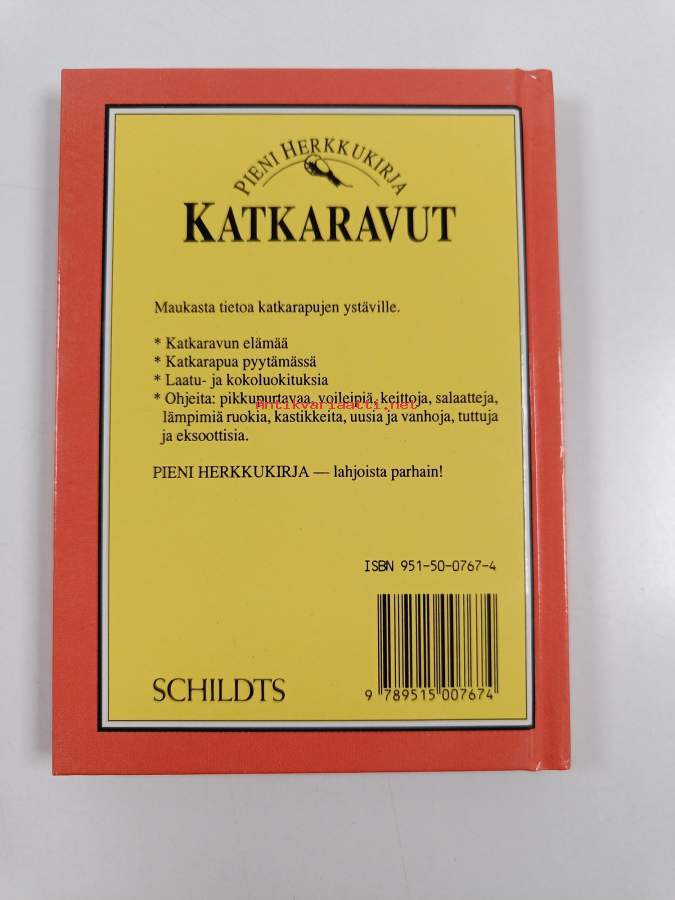 PIENI HERKKUKIRJA
KATKARAVUT
Maukasta tietoa katkarapujen ystäville.
* Katkaravun elämää
* Katkarapua pyytämässä
* Laatu- ja kokoluokituksia
* Ohjeita: pikkupurtavaa, voileipiä, keittoja, salaatteja,
antikvariaatti.net
lämpimiä ruokia, kastikkeita, uusia ja vanhoja, tuttuja
ja eksoottisia.
PIENI HERKKUKIRJA — lahjoista parhain!
ISBN 951-50-0767-4
SCHILDTS
9 789515 007674